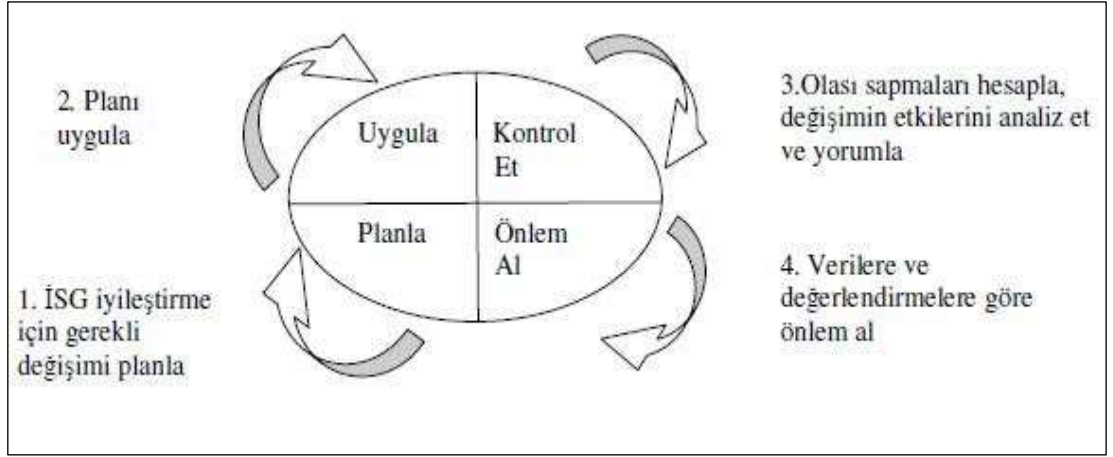 2. Planı
uygula
Uygula
Kontrol
Et
3.Olası sapmaları hesapla,
değişimin etkilerini analiz et
ve yorumla
Planla
Önlem
Al
1. İSG iyileştirme
için gerekli
değişimi planla
4. Verilere ve
değerlendirmelere göre
önlem al